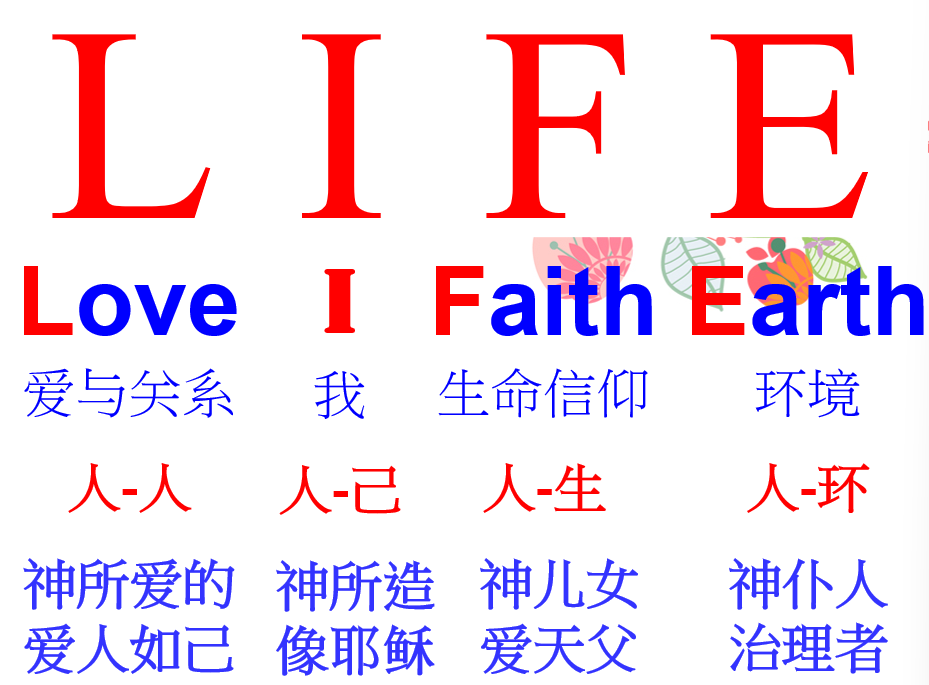 L I F E
Love I Faith Earth
爱与关系 我 生命信仰 环境
人-人 人-己 人-生 人-环
神所爱的 神所造 神儿女 神仆人
爱人如己 像耶稣 爱天父 治理者